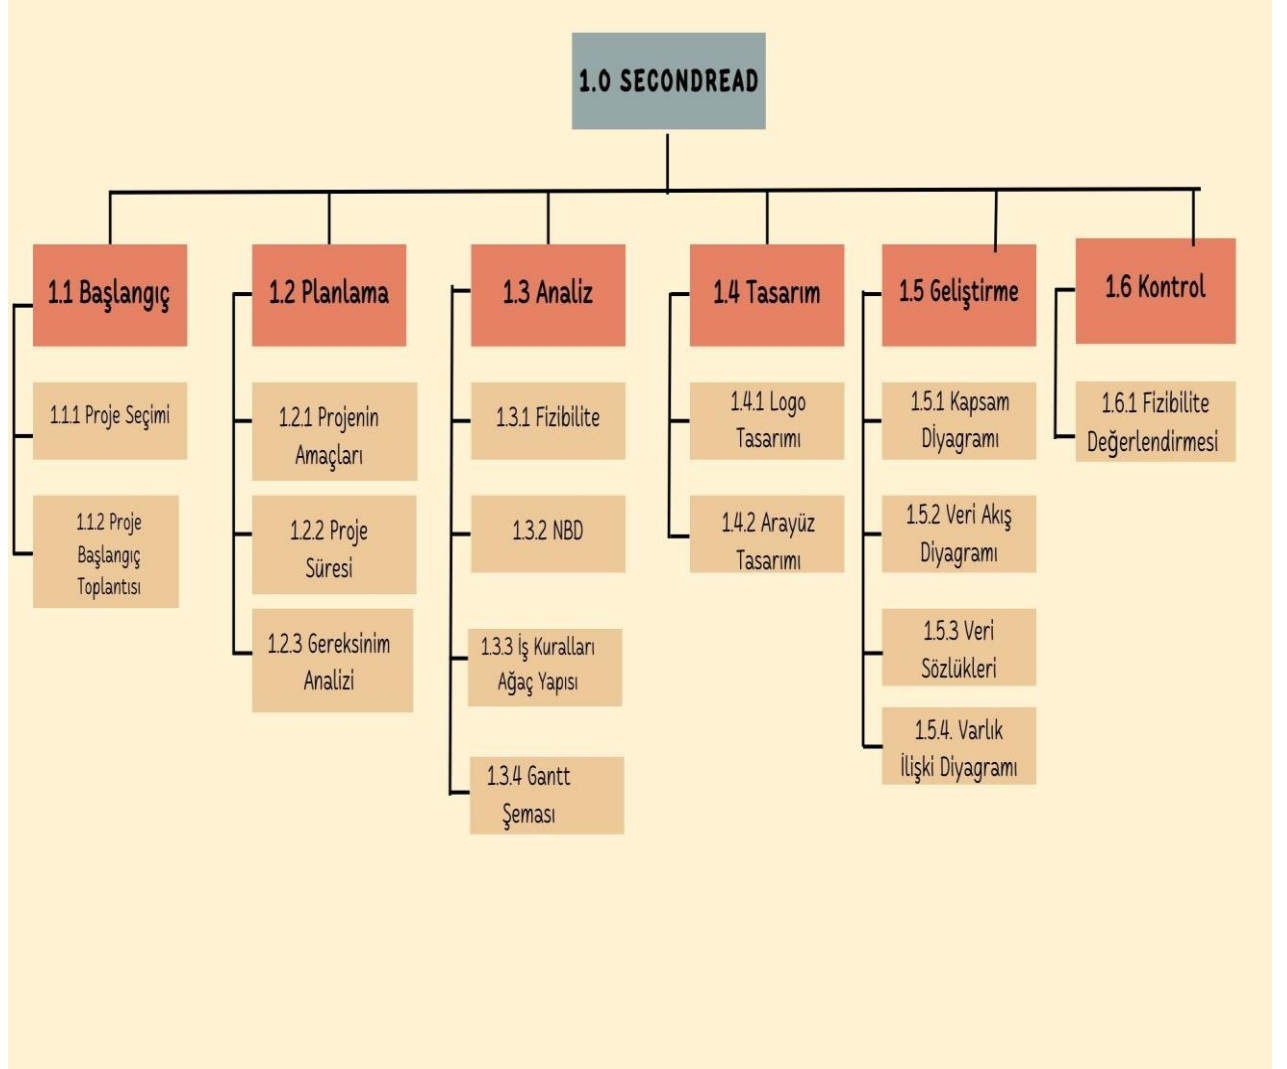 1.0 SECONDREAD
1.1 Başlangıç
1.1.1 Proje Seçimi
1.1.2 Proje
Başlangıç
Toplantısı
1.2 Planlama
1.2.1 Projenin
Amaçları
1.2.2 Proje
Süresi
1.2.3 Gereksinim
Analizi
1.3 Analiz
1.3.1 Fizibilite
1.3.2 NBD
1.3.3 İş Kuralları
Ağaç Yapısı
1.3.4 Gantt
Şeması
1.4 Tasarım
1.4.1 Logo
Tasarımı
1.4.2 Arayüz
Tasarımı
1.5 Geliştirme
1.5.1 Kapsam
Dİyagramı
1.5.2 Veri Akış
Diyagramı
1.5.3 Veri
Sözlükleri
1.5.4. Varlık
İlişki Diyagramı
1.6 Kontrol
1.6.1 Fizibilite
Değerlendirmesi